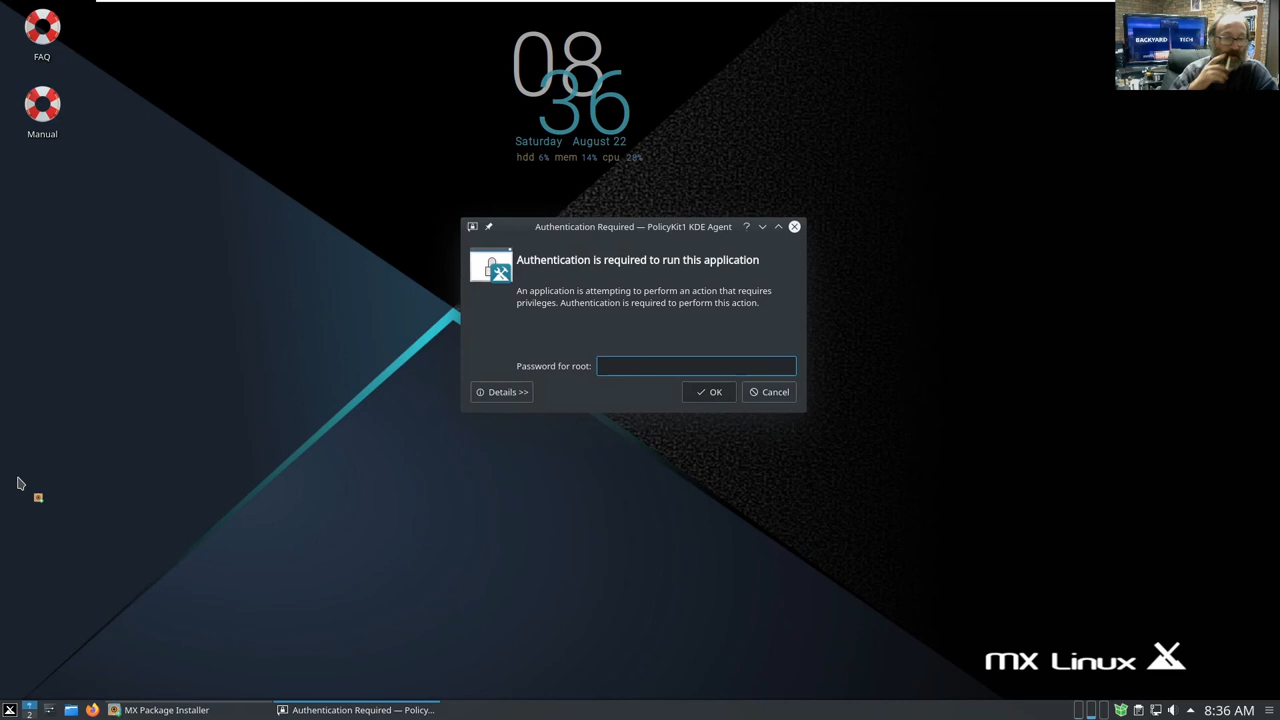 FAQ
Manual
08
36
Saturday August 22
hdd 6% mem 14% cpu 28%
BACKYARD TECH
Authentication Required — PolicyKit1 KDE Agent
Authentication is required to run this application
An application is attempting to perform an action that requires
privileges. Authentication is required to perform this action.
Password for root:
Details >>
OK
Cancel
MX Linux
2
MX Package Installer
Authentication Required — Policy...
8:36 AM